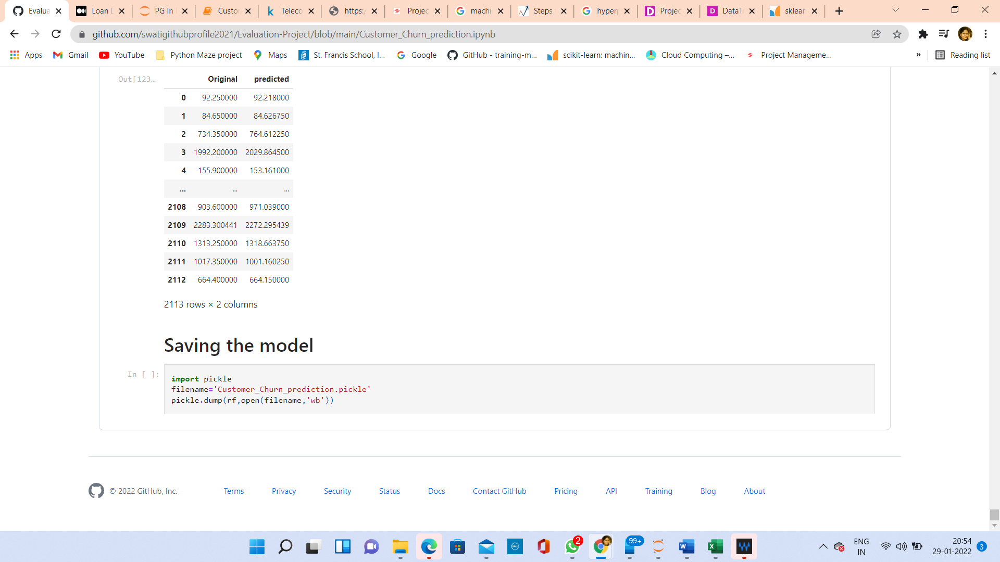 Evalua
Loan D
PG In
Custo
Teleco
https:/
Projec
machi
Steps
hyperp
Projec
DataT
sklear
github.com/swatigithubprofile2021/Evaluation-Project/blob/main/Customer_Churn_prediction.ipynb
Apps
Gmail
YouTube
Python Maze project
Maps
St. Francis School, I...
Google
GitHub - training-m...
scikit-learn: machin...
Cloud Computing –...
Project Manageme...
»
Reading list
Out[123…
Original predicted
0 92.250000 92.218000
1 84.650000 84.626750
2 734.350000 764.612250
3 1992.200000 2029.864500
4 155.900000 153.161000
... ... ...
2108 903.600000 971.039000
2109 2283.300441 2272.295439
2110 1313.250000 1318.663750
2111 1017.350000 1001.160250
2112 664.400000 664.150000
2113 rows × 2 columns
Saving the model
In [ ]:
import pickle
filename='Customer_Churn_prediction.pickle'
pickle.dump(rf,open(filename,'wb'))
© 2022 GitHub, Inc.
Terms
Privacy
Security
Status
Docs
Contact GitHub
Pricing
API
Training
Blog
About
2
99+
ENG
IN
20:54
29-01-2022
3